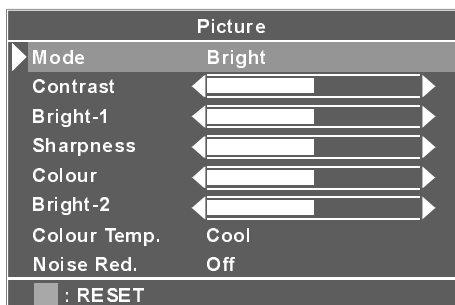 Picture
Mode Bright
Contrast
Bright-1
Sharpness
Colour
Bright-2
Colour Temp. Cool
Noise Red. Off
: RESET